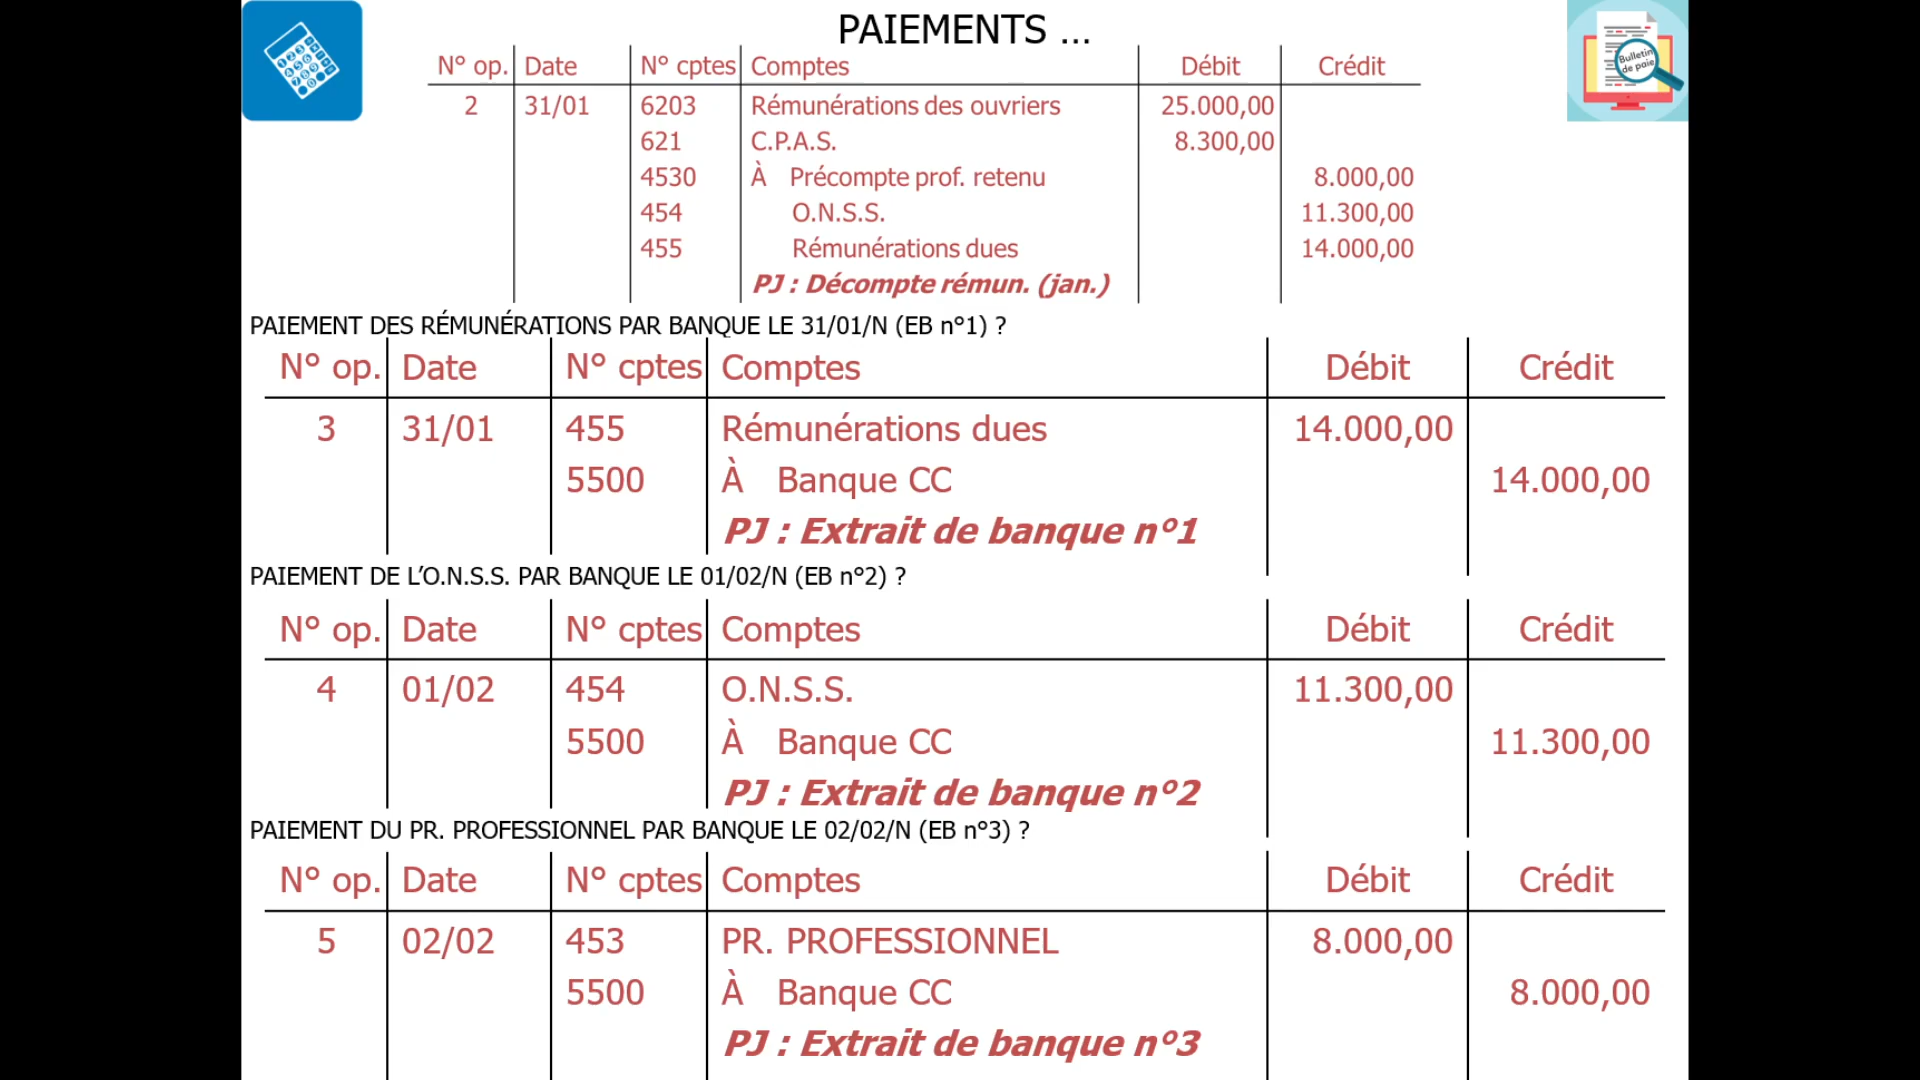 PAIEMENTS ...
Bulletin
de paie
N° op. Date N° cptes Comptes Débit Crédit
2 31/01 6203 Rémunérations des ouvriers 25.000,00
621 C.P.A.S. 8.300,00
4530 À Précompte prof. retenu 8.000,00
454 O.N.S.S. 11.300,00
455 Rémunérations dues 14.000,00
PJ : Décompte rémun. (jan.)
PAIEMENT DES RÉMUNÉRATIONS PAR BANQUE LE 31/01/N (EB n°1) ?
N° op. Date N° cptes Comptes Débit Crédit
3 31/01 455 Rémunérations dues 14.000,00
5500 À Banque CC 14.000,00
PJ : Extrait de banque n°1
PAIEMENT DE L’O.N.S.S. PAR BANQUE LE 01/02/N (EB n°2) ?
N° op. Date N° cptes Comptes Débit Crédit
4 01/02 454 O.N.S.S. 11.300,00
5500 À Banque CC 11.300,00
PJ : Extrait de banque n°2
PAIEMENT DU PR. PROFESSIONNEL PAR BANQUE LE 02/02/N (EB n°3) ?
N° op. Date N° cptes Comptes Débit Crédit
5 02/02 453 PR. PROFESSIONNEL 8.000,00
5500 À Banque CC 8.000,00
PJ : Extrait de banque n°3